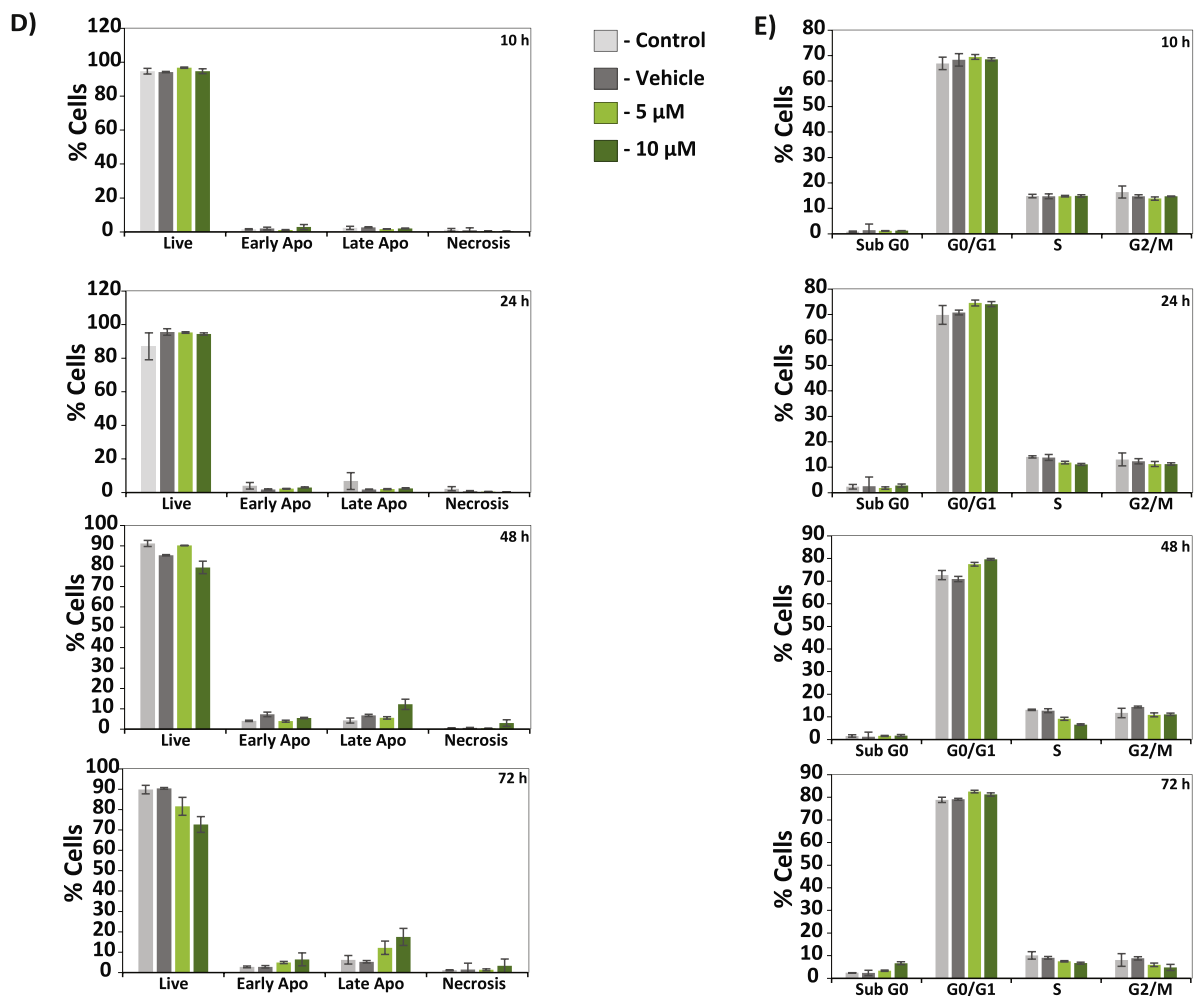 D)
120
100
80
60
40
20
0
% Cells
10 h
Live Early Apo Late Apo Necrosis
120
100
80
60
40
20
0
% Cells
24 h
Live Early Apo Late Apo Necrosis
100
90
80
70
60
50
40
30
20
10
0
% Cells
48 h
Live Early Apo Late Apo Necrosis
100
90
80
70
60
50
40
30
20
10
0
% Cells
72 h
Live Early Apo Late Apo Necrosis
- Control
- Vehicle
- 5 µM
- 10 µM
E)
80
70
60
50
40
30
20
10
0
% Cells
10 h
Sub G0 G0/G1 S G2/M
80
70
60
50
40
30
20
10
0
% Cells
24 h
Sub G0 G0/G1 S G2/M
90
80
70
60
50
40
30
20
10
0
% Cells
48 h
Sub G0 G0/G1 S G2/M
90
80
70
60
50
40
30
20
10
0
% Cells
72 h
Sub G0 G0/G1 S G2/M